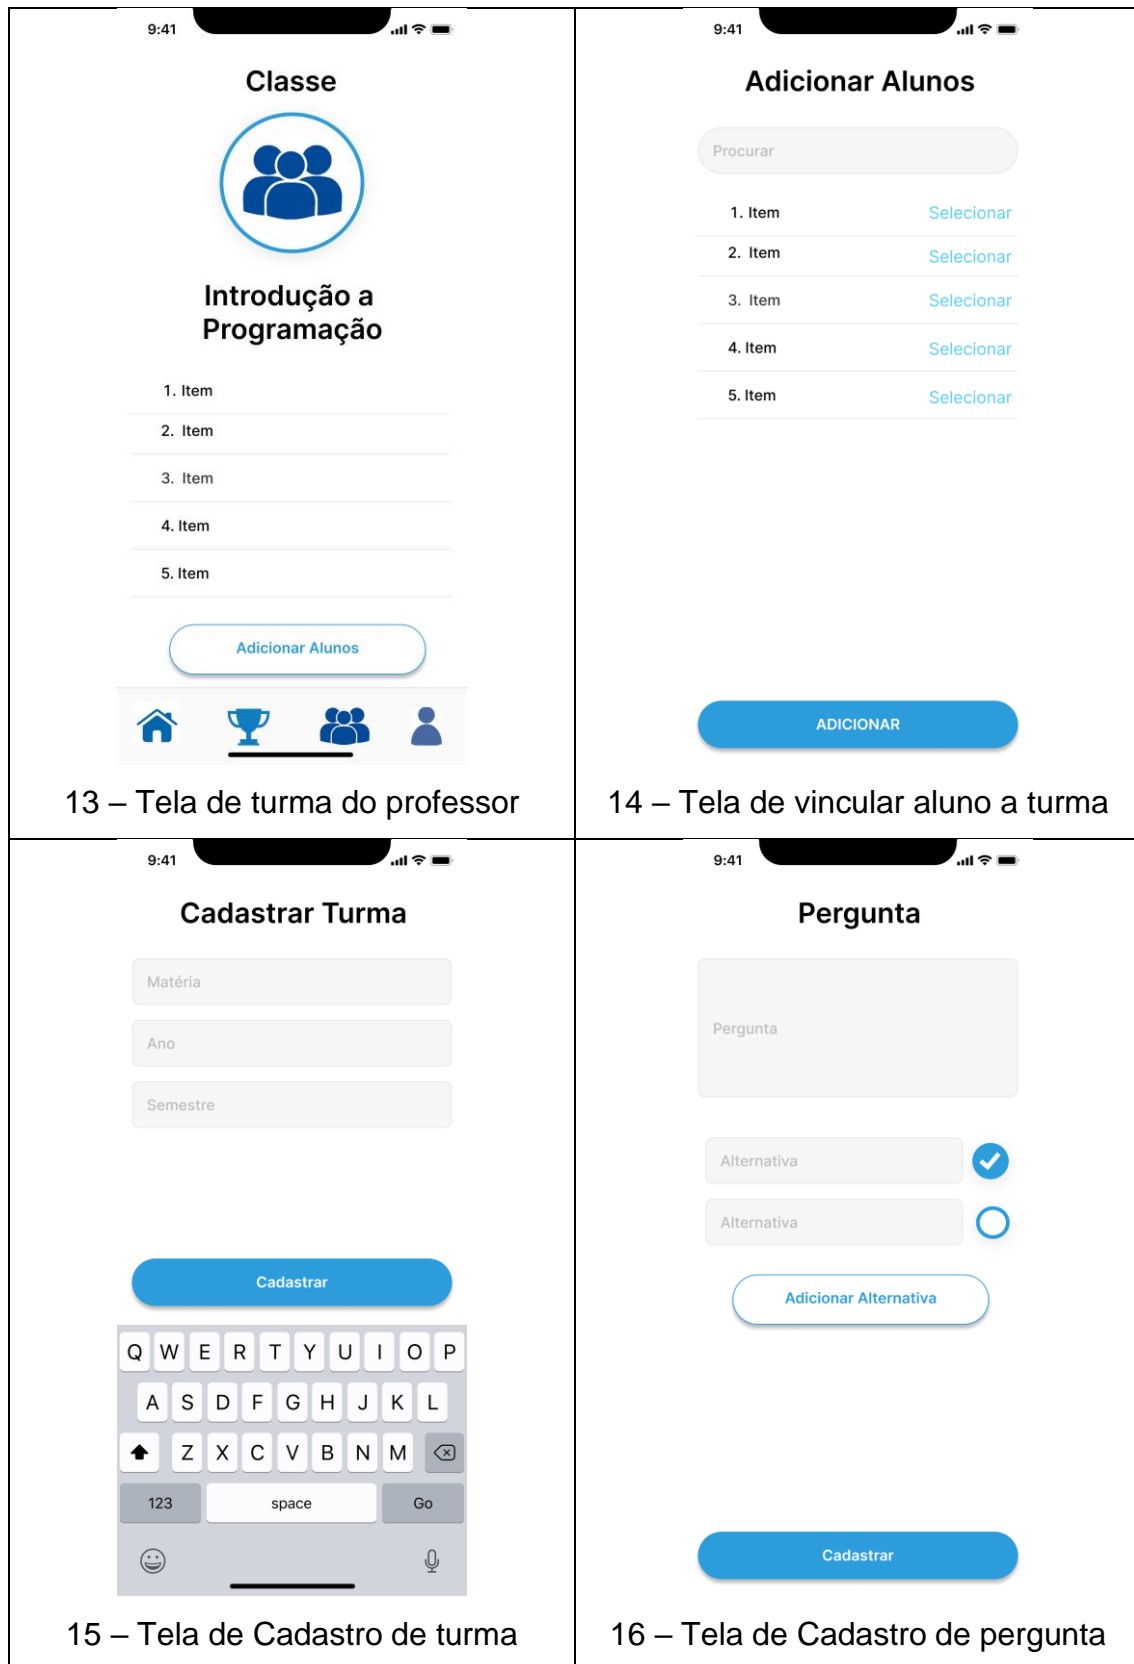 9:41
Classe
Introdução a
Programação
1. Item
2. Item
3. Item
4. Item
5. Item
Adicionar Alunos
13 – Tela de turma do professor
9:41
Adicionar Alunos
Procurar
1. Item Selecionar
2. Item Selecionar
3. Item Selecionar
4. Item Selecionar
5. Item Selecionar
ADICIONAR
14 – Tela de vincular aluno a turma
9:41
Cadastrar Turma
Matéria
Ano
Semestre
Cadastrar
Q W E R T Y U I O P
A S D F G H J K L
Z X C V B N M
123 space Go
15 – Tela de Cadastro de turma
9:41
Pergunta
Pergunta
Alternativa
Alternativa
Adicionar Alternativa
Cadastrar
16 – Tela de Cadastro de pergunta